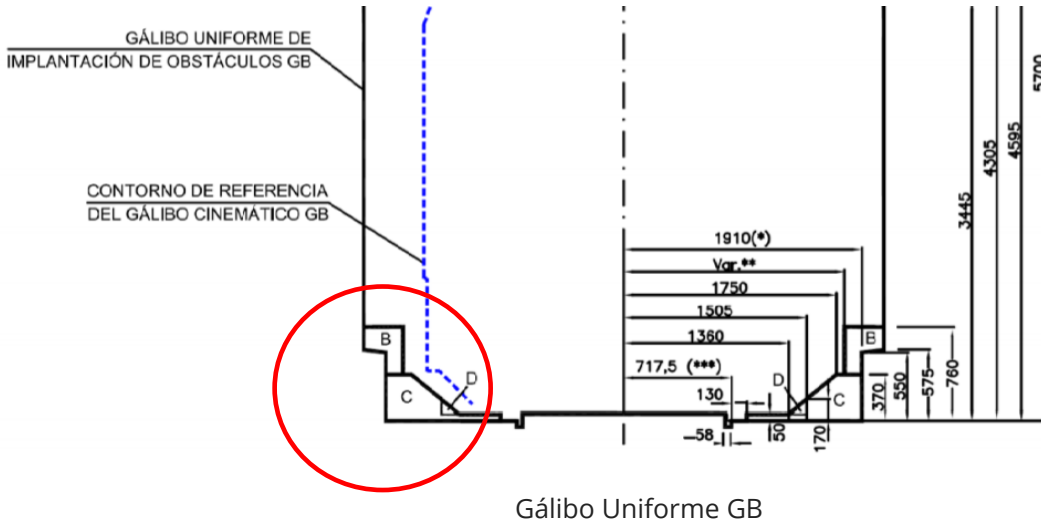 GÁLIBO UNIFORME DE
IMPLANTACIÓN DE OBSTÁCULOS GB
CONTORNO DE REFERENCIA
DEL GÁLIBO CINEMÁTICO GB
5700
4595
4305
3445
1910(*)
Var.**
1750
1505
1360
717,5 (***)
130
58
50
170
370
550
575
760
B
C
D
D
C
B
Gálibo Uniforme GB